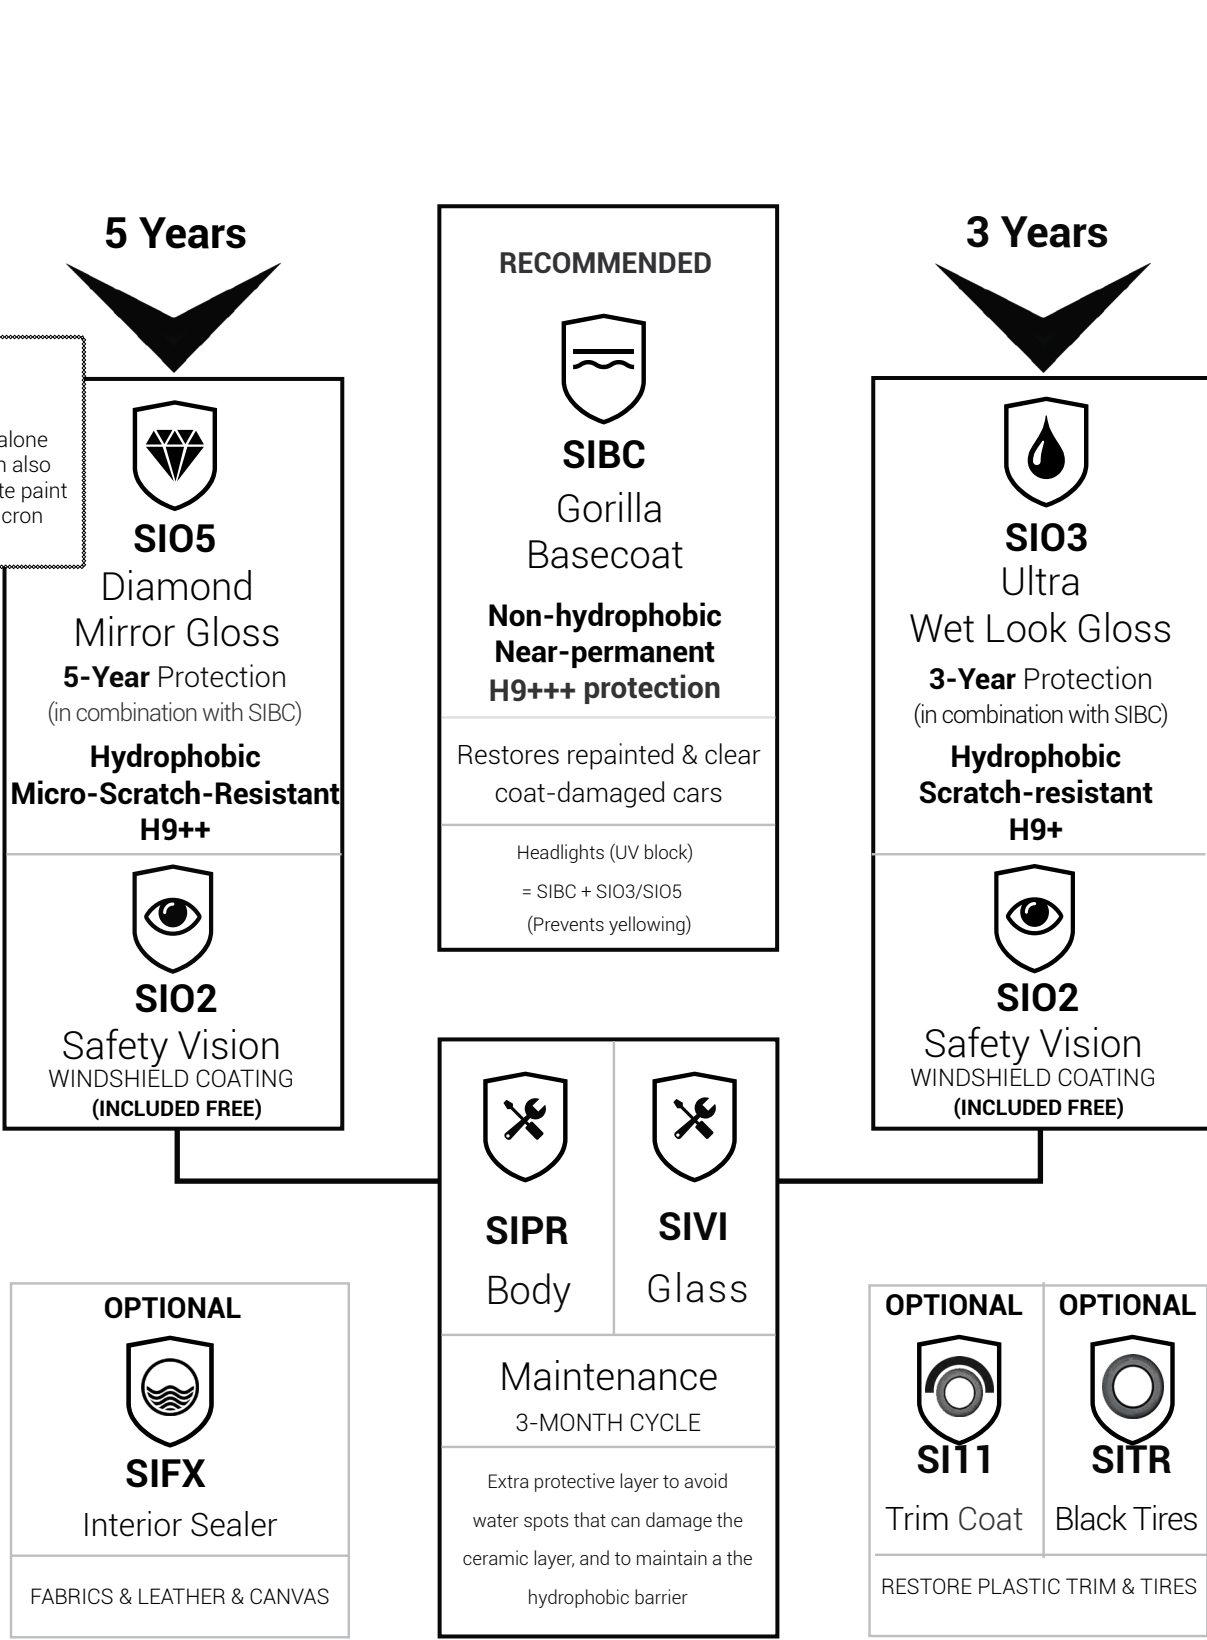 5 Years
alone
also
paint
SIO5
Diamond
Mirror Gloss
5-Year Protection
(in combination with SIBC)
Hydrophobic
Micro-Scratch-Resistant
H9++
SIO2
Safety Vision
WINDSHIELD COATING
(INCLUDED FREE)
RECOMMENDED
SIBC
Gorilla
Basecoat
Non-hydrophobic
Near-permanent
H9+++ protection
Restores repainted & clear
coat-damaged cars
Headlights (UV block)
= SIBC + SIO3/SIO5
(Prevents yellowing)
3 Years
SIO3
Ultra
Wet Look Gloss
3-Year Protection
(in combination with SIBC)
Hydrophobic
Scratch-resistant
H9+
SIO2
Safety Vision
WINDSHIELD COATING
(INCLUDED FREE)
SIPR
Body
SIVI
Glass
Maintenance
3-MONTH CYCLE
Extra protective layer to avoid
water spots that can damage the
ceramic layer, and to maintain a the
hydrophobic barrier
OPTIONAL
SIFX
Interior Sealer
FABRICS & LEATHER & CANVAS
OPTIONAL
SI11
Trim Coat
OPTIONAL
SITR
Black Tires
RESTORE PLASTIC TRIM & TIRES